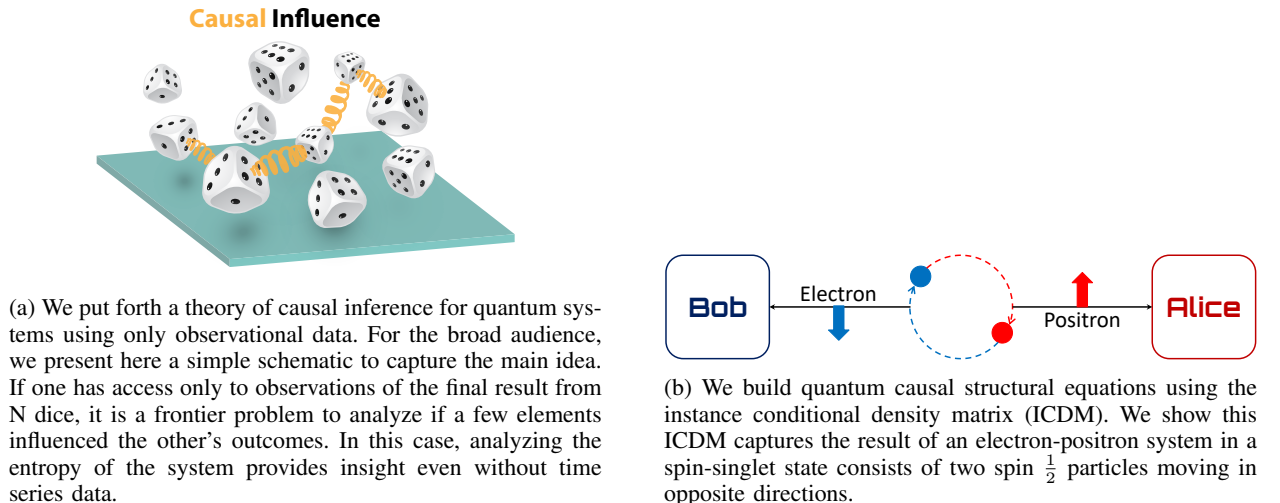 Causal Influence
(a) We put forth a theory of causal inference for quantum sys-
tems using only observational data. For the broad audience,
we present here a simple schematic to capture the main idea.
If one has access only to observations of the final result from
N dice, it is a frontier problem to analyze if a few elements
influenced the other's outcomes. In this case, analyzing the
entropy of the system provides insight even without time
series data.
Bob
Electron
Positron
Alice
(b) We build quantum causal structural equations using the
instance conditional density matrix (ICDM). We show this
ICDM captures the result of an electron-positron system in a
spin-singlet state consists of two spin 1/2 particles moving in
opposite directions.